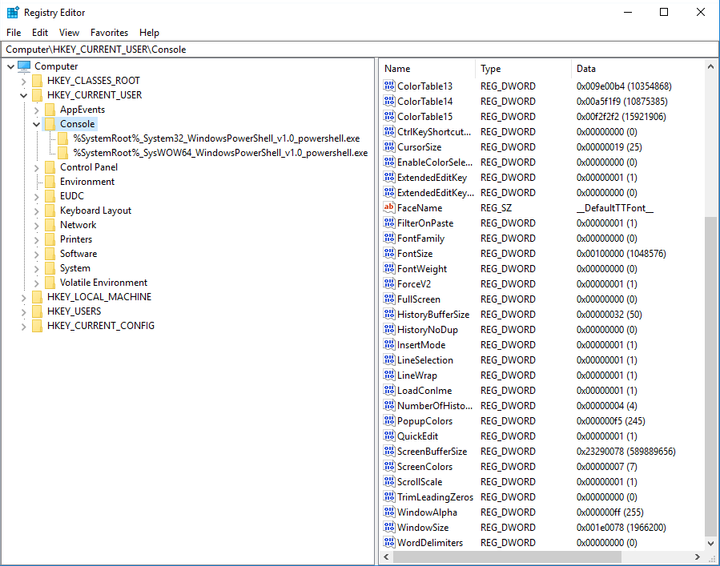 Registry Editor
File Edit View Favorites Help
Computer\HKEY_CURRENT_USER\Console
Computer
HKEY_CLASSES_ROOT
HKEY_CURRENT_USER
AppEvents
Console
%SystemRoot%_System32_WindowsPowerShell_v1.0_powershell.exe
%SystemRoot%_SysWOW64_WindowsPowerShell_v1.0_powershell.exe
Control Panel
Environment
EUDC
Keyboard Layout
Network
Printers
Software
System
Volatile Environment
HKEY_LOCAL_MACHINE
HKEY_USERS
HKEY_CURRENT_CONFIG
Name Type Data
ColorTable13 REG_DWORD 0x009e00b4 (10354868)
ColorTable14 REG_DWORD 0x00a5f1f9 (10875385)
ColorTable15 REG_DWORD 0x00f2f2f2 (15921906)
CtrlKeyShortcut... REG_DWORD 0x00000000 (0)
CursorSize REG_DWORD 0x00000019 (25)
EnableColorSele... REG_DWORD 0x00000000 (0)
ExtendedEditKey REG_DWORD 0x00000001 (1)
ExtendedEditKey... REG_DWORD 0x00000000 (0)
ab FaceName REG_SZ __DefaultTTFont__
FilterOnPaste REG_DWORD 0x00000001 (1)
FontFamily REG_DWORD 0x00000000 (0)
FontSize REG_DWORD 0x00100000 (1048576)
FontWeight REG_DWORD 0x00000000 (0)
ForceV2 REG_DWORD 0x00000001 (1)
FullScreen REG_DWORD 0x00000000 (0)
HistoryBufferSize REG_DWORD 0x00000032 (50)
HistoryNoDup REG_DWORD 0x00000000 (0)
InsertMode REG_DWORD 0x00000001 (1)
LineSelection REG_DWORD 0x00000001 (1)
LineWrap REG_DWORD 0x00000001 (1)
LoadConIme REG_DWORD 0x00000001 (1)
NumberOfHisto... REG_DWORD 0x00000004 (4)
PopupColors REG_DWORD 0x000000f5 (245)
QuickEdit REG_DWORD 0x00000001 (1)
ScreenBufferSize REG_DWORD 0x23290078 (589889656)
ScreenColors REG_DWORD 0x00000007 (7)
ScrollScale REG_DWORD 0x00000001 (1)
TrimLeadingZeros REG_DWORD 0x00000000 (0)
WindowAlpha REG_DWORD 0x000000ff (255)
WindowSize REG_DWORD 0x001e0078 (1966200)
WordDelimiters REG_DWORD 0x00000000 (0)